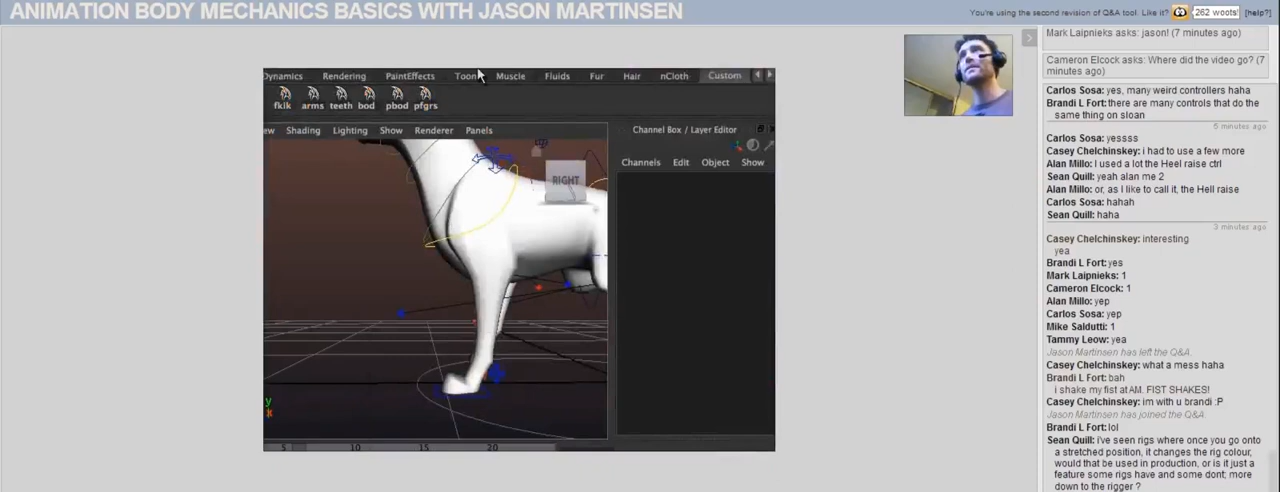 ANIMATION BODY MECHANICS BASICS WITH JASON MARTINSEN
You're using the second revision of Q&A tool. Like it? 262 woots! [help?]
Dynamics Rendering PaintEffects Toon Muscle Fluids Fur Hair nCloth Custom
fkik arms teeth bod pbod pfgrs
ew Shading Lighting Show Renderer Panels
Channel Box / Layer Editor
Channels Edit Object Show
RIGHT
y
x
5 10 15 20
Mark Laipnieks asks: jason! (7 minutes ago)
Cameron Elcock asks: Where did the video go? (7
minutes ago)
Carlos Sosa: yes, many weird controllers haha
Brandi L Fort: there are many controls that do the
same thing on sloan
5 minutes ago
Carlos Sosa: yessss
Casey Chelchinskey: i had to use a few more
Alan Millo: I used a lot the Heel raise ctrl
Sean Quill: yeah alan me 2
Alan Millo: or, as I like to call it, the Hell raise
Carlos Sosa: hahah
Sean Quill: haha
3 minutes ago
Casey Chelchinskey: interesting
yea
Brandi L Fort: yes
Mark Laipnieks: 1
Cameron Elcock: 1
Alan Millo: yep
Carlos Sosa: yep
Mike Saldutti: 1
Tammy Leow: yea
Jason Martinsen has left the Q&A.
Casey Chelchinskey: what a mess haha
Brandi L Fort: bah
i shake my fist at AM. FIST SHAKES!
Casey Chelchinskey: im with u brandi :P
Jason Martinsen has joined the Q&A.
Brandi L Fort: lol
Sean Quill: i've seen rigs where once you go onto
a stretched position, it changes the rig colour,
would that be used in production, or is it just a
feature some rigs have and some dont; more
down to the rigger ?